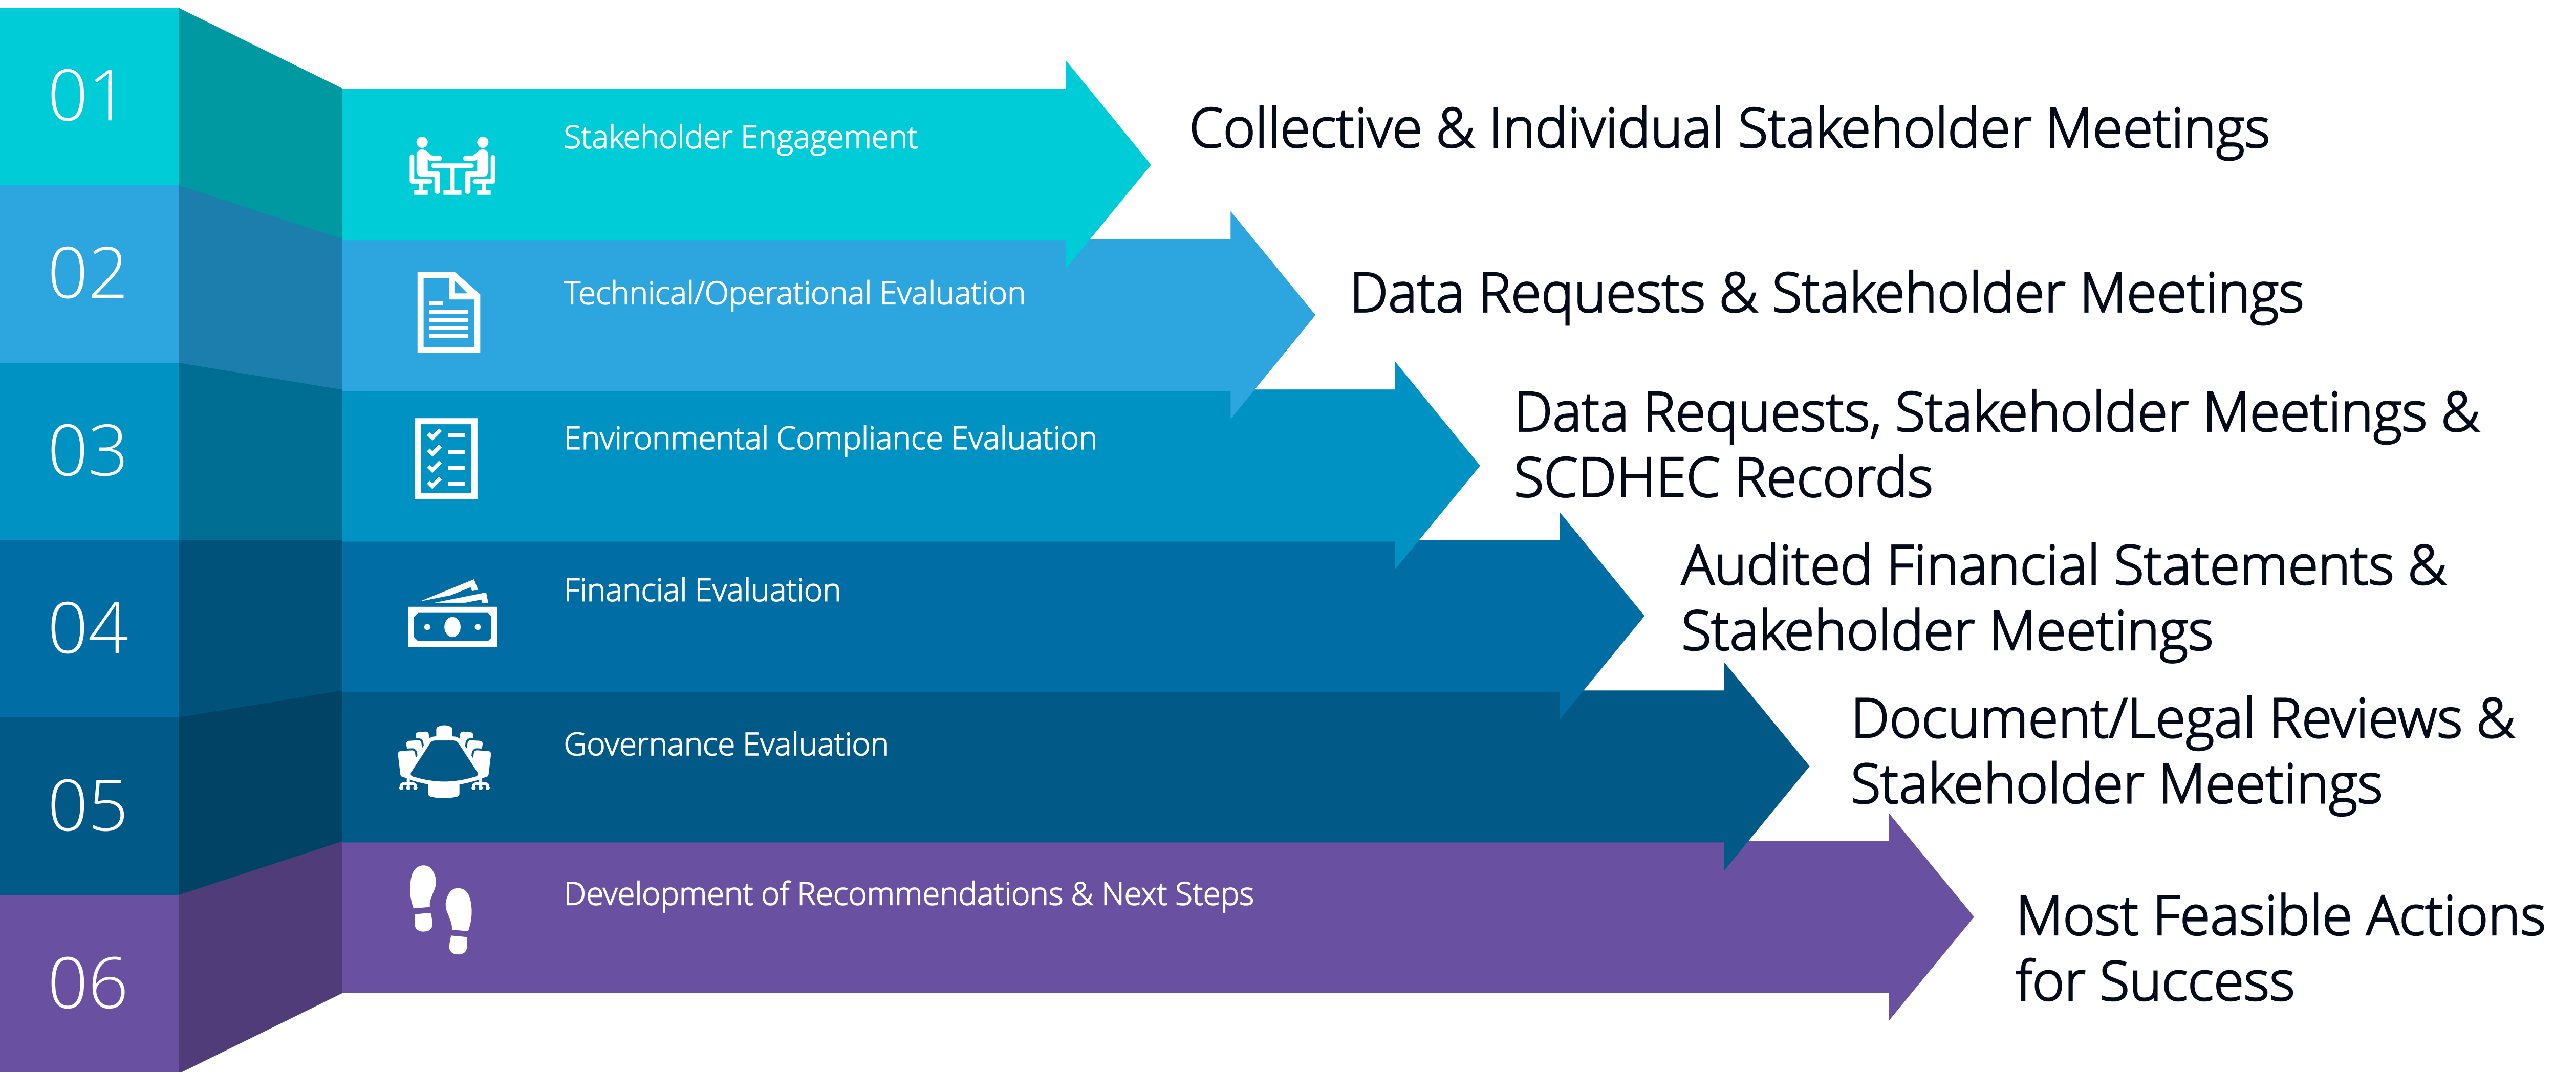 01
Stakeholder Engagement
Collective & Individual Stakeholder Meetings
02
Technical/Operational Evaluation
Data Requests & Stakeholder Meetings
03
Environmental Compliance Evaluation
Data Requests, Stakeholder Meetings &
SCDHEC Records
04
Financial Evaluation
Audited Financial Statements &
Stakeholder Meetings
05
Governance Evaluation
Document/Legal Reviews &
Stakeholder Meetings
06
Development of Recommendations & Next Steps
Most Feasible Actions
for Success